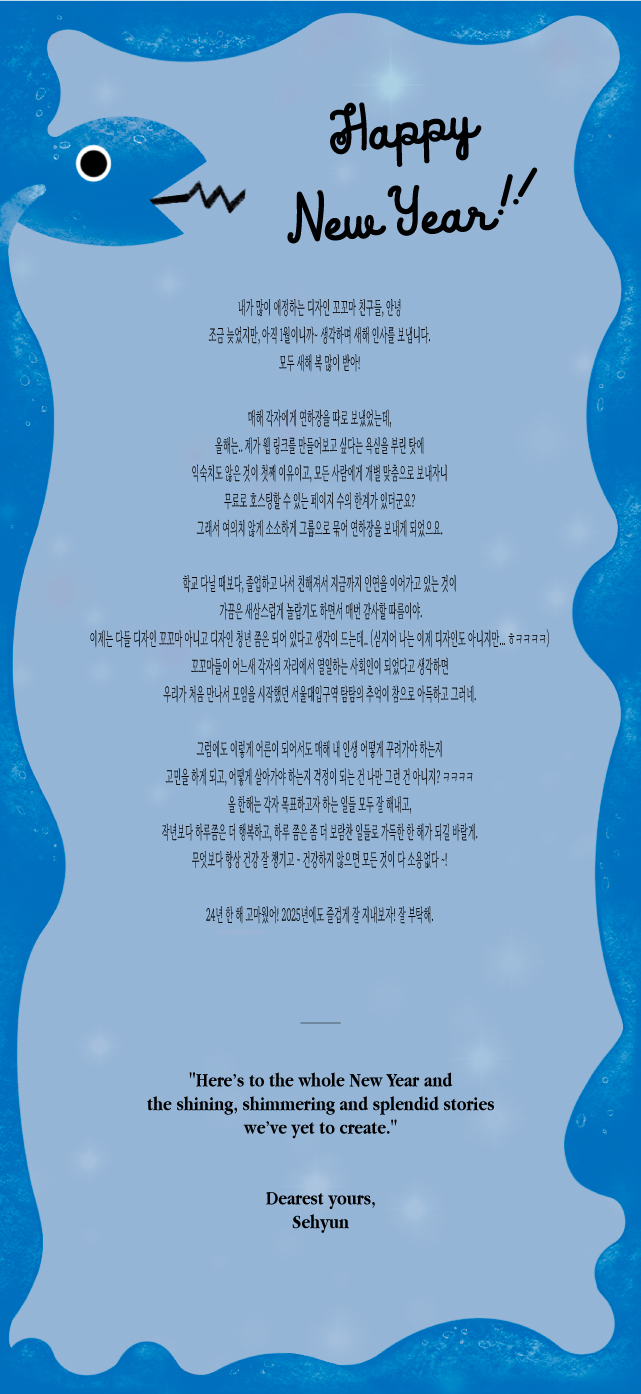 Happy
New Year!!
내가 많이 애정하는 디자인 꼬꼬마 친구들, 안녕
조금 늦었지만, 아직 1월이니까~ 생각하며 새해 인사를 보냅니다.
모두 새해 복 많이 받아!
매해 각자에게 연하장을 따로 보냈었는데,
올해는.. 제가 웹 링크를 만들어보고 싶다는 욕심을 부린 탓에
익숙치도 않은 것이 첫째 이유이고, 모든 사람에게 개별 맞춤으로 보내자니
무료로 호스팅할 수 있는 페이지 수의 한계가 있더군요?
그래서 여의치 않게 소소하게 그룹으로 묶어 연하장을 보내게 되었으요.
학교 다닐 때보다, 졸업하고 나서 친해져서 지금까지 인연을 이어가고 있는 것이
가끔은 새삼스럽게 놀랍기도 하면서 매번 감사할 따름이야.
이제는 다들 디자인 꼬꼬마 아니고 디자인 청년 쯤은 되어 있다고 생각이 드는데.. (심지어 나는 이제 디자인도 아니지만... ㅎㅋㅋㅋㅋ)
꼬꼬마들이 어느새 각자의 자리에서 열일하는 사회인이 되었다고 생각하면
우리가 처음 만나서 모임을 시작했던 서울대입구역 탐탐의 추억이 참으로 아득하고 그러네.
그럼에도 이렇게 어른이 되어서도 매해 내 인생 어떻게 꾸려가야 하는지
고민을 하게 되고, 어떻게 살아가야 하는지 걱정이 되는 건 나만 그런 건 아니지? ㅋㅋㅋㅋ
올 한해는 각자 목표하고자 하는 일들 모두 잘 해내고,
작년보다 하루쯤은 더 행복하고, 하루 쯤은 좀 더 보람찬 일들로 가득한 한 해가 되길 바랄게.
무엇보다 항상 건강 잘 챙기고 - 건강하지 않으면 모든 것이 다 소용없다 -!
24년 한 해 고마웠어! 2025년에도 즐겁게 잘 지내보자! 잘 부탁해.
"Here's to the whole New Year and
the shining, shimmering and splendid stories
we've yet to create."
Dearest yours,
Sehyun